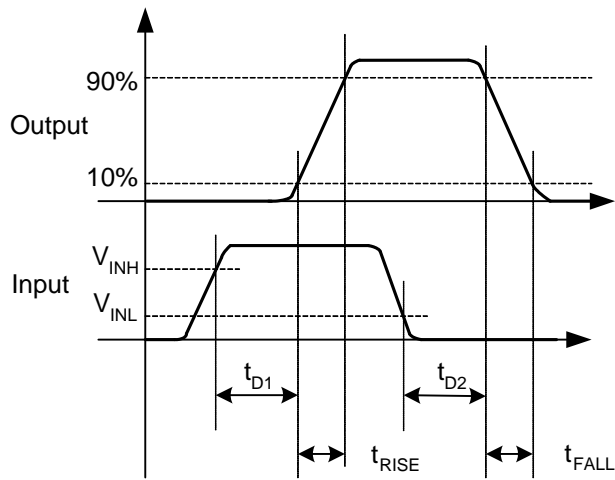 90%
Output
10%
V_INH
Input
V_INL
t_D1
t_D2
t_RISE
t_FALL